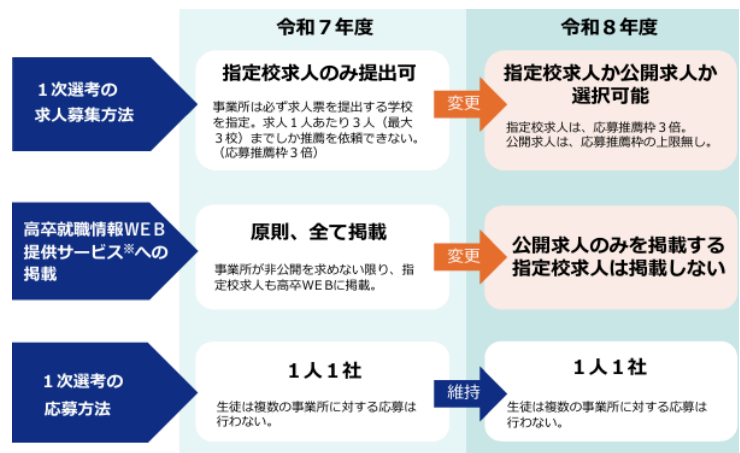 令和７年度
令和８年度
１次選考の
求人募集方法
指定校求人のみ提出可
事業所は必ず求人票を提出する学校
を指定。求人１人あたり３人（最大
３校）までしか推薦を依頼できない。
（応募推薦枠３倍）
変更
指定校求人か公開求人か
選択可能
指定校求人は、応募推薦枠３倍。
公開求人は、応募推薦枠の上限無し。
高卒就職情報ＷＥＢ
提供サービス※への
掲載
原則、全て掲載
事業所が非公開を求めない限り、指
定校求人も高卒ＷＥＢに掲載。
変更
公開求人のみを掲載する
指定校求人は掲載しない
１次選考の
応募方法
１人１社
生徒は複数の事業所に対する応募は
行わない。
維持
１人１社
生徒は複数の事業所に対する応募は
行わない。